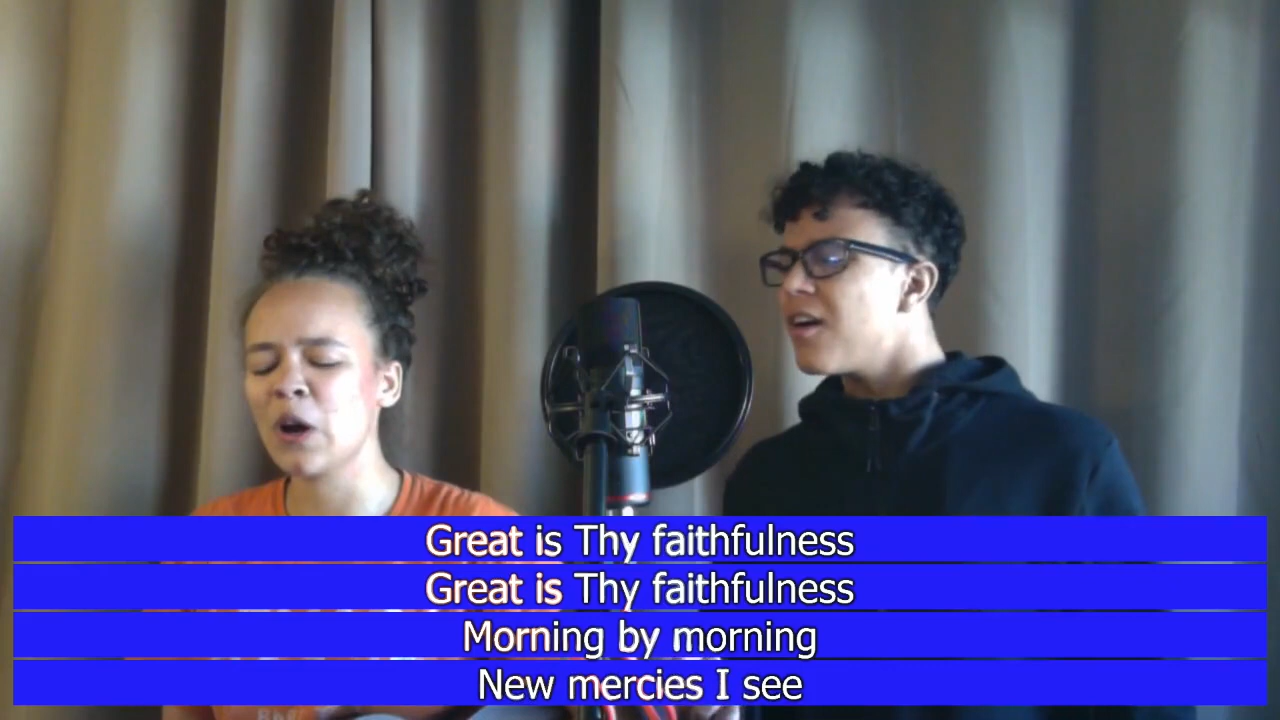 Great is Thy faithfulness
Great is Thy faithfulness
Morning by morning
New mercies I see